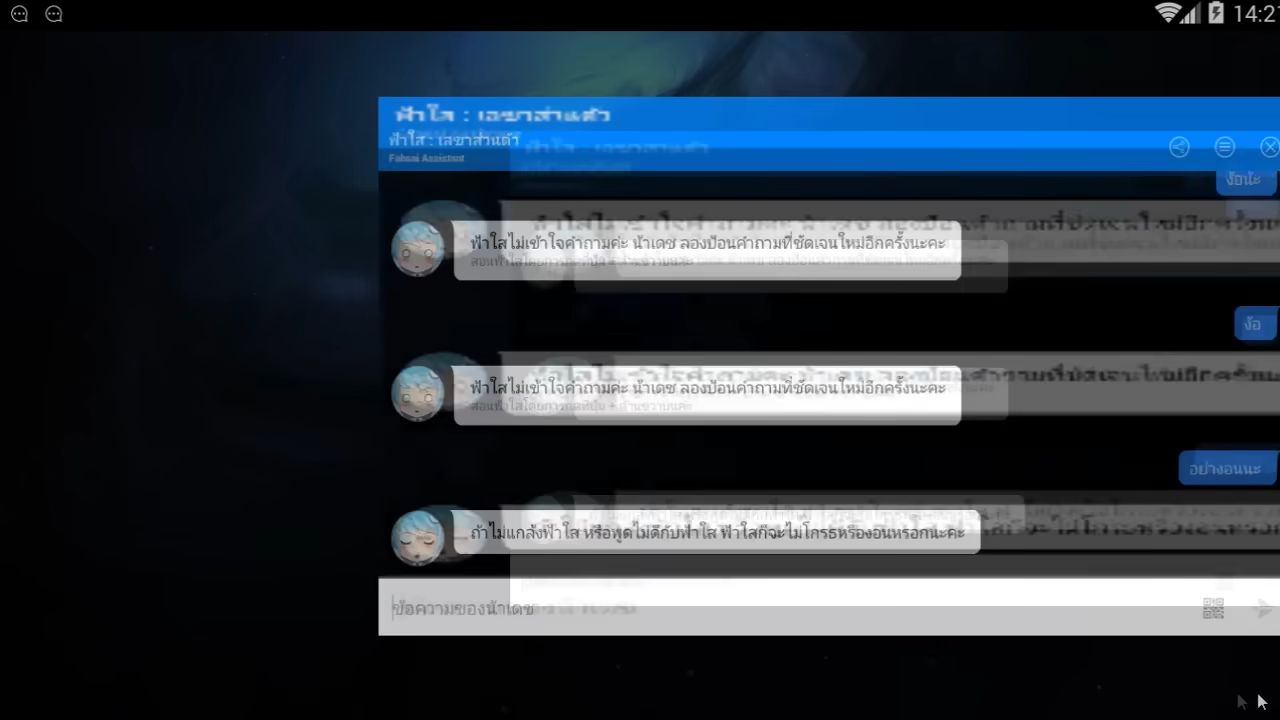 14:21
ฟ้าใส : เลขาส่วนตัว
ฟ้าใส : เลขาส่วนตัว
Fahsai Assistant
ง้อน้ะ
ฟ้าใสไม่เข้าใจคำถามค่ะ น้าเดช ลองป้อนคำถามที่ชัดเจนใหม่อีกครั้งนะคะ
ง้อ
ฟ้าใสไม่เข้าใจคำถามค่ะ น้าเดช ลองป้อนคำถามที่ชัดเจนใหม่อีกครั้งนะคะ
อย่างอนนะ
ถ้าไม่แกล้งฟ้าใส หรือพูดไม่ดีกับฟ้าใส ฟ้าใสก็จะไม่โกรธหรืองอนหรอกนะคะ
ข้อความของน้าเดช